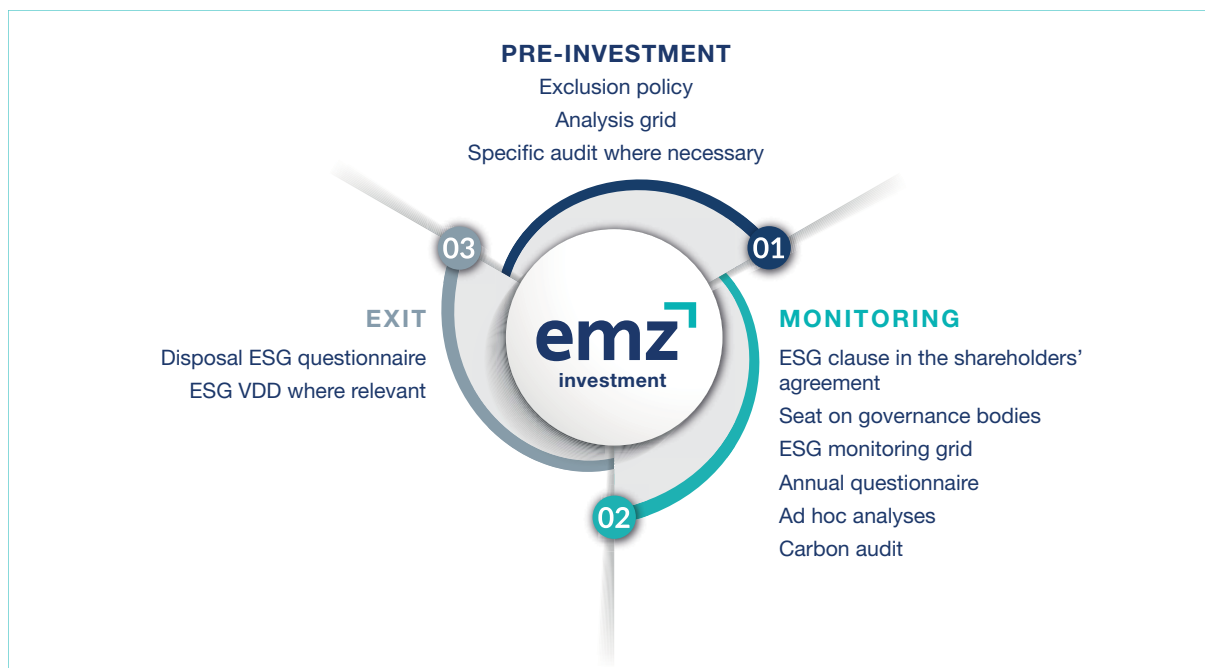 PRE-INVESTMENT
Exclusion policy
Analysis grid
Specific audit where necessary
01
MONITORING
ESG clause in the shareholders’
agreement
Seat on governance bodies
ESG monitoring grid
Annual questionnaire
Ad hoc analyses
Carbon audit
02
03
EXIT
Disposal ESG questionnaire
ESG VDD where relevant
emz
investment